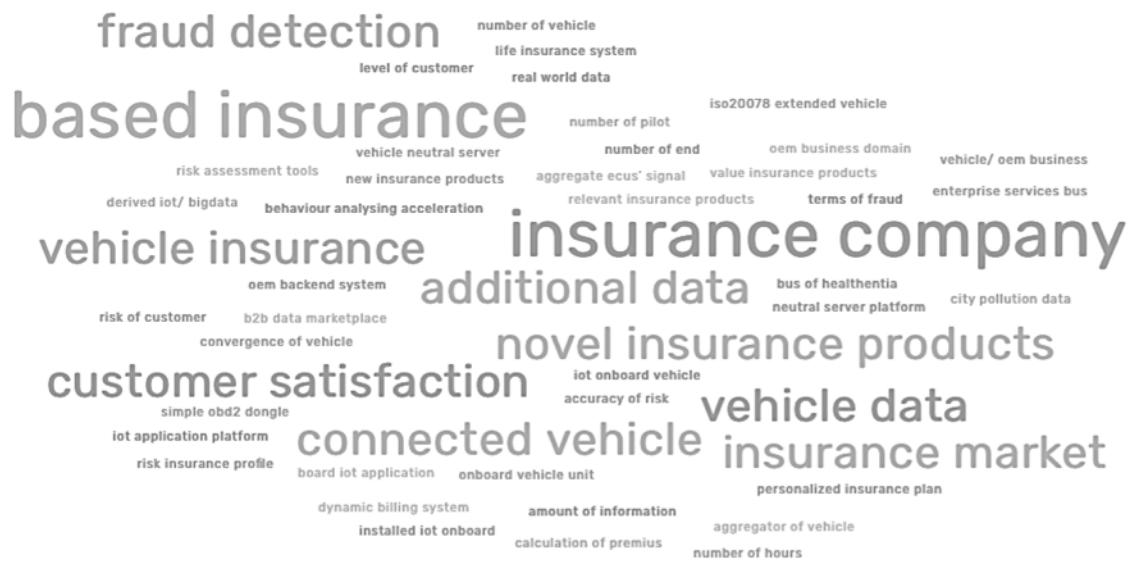 fraud detection
number of vehicle
life insurance system
level of customer
real world data
based insurance
iso20078 extended vehicle
number of pilot
vehicle neutral server
number of end
oem business domain
vehicle/ oem business
risk assessment tools
new insurance products
aggregate ecus' signal
value insurance products
enterprise services bus
derived iot/ bigdata
behaviour analysing acceleration
relevant insurance products
terms of fraud
vehicle insurance
insurance company
oem backend system
additional data
bus of healthentia
neutral server platform
city pollution data
risk of customer
b2b data marketplace
convergence of vehicle
novel insurance products
customer satisfaction
iot onboard vehicle
accuracy of risk
vehicle data
simple obd2 dongle
iot application platform
connected vehicle
insurance market
risk insurance profile
board iot application
onboard vehicle unit
personalized insurance plan
dynamic billing system
amount of information
installed iot onboard
aggregator of vehicle
calculation of premius
number of hours